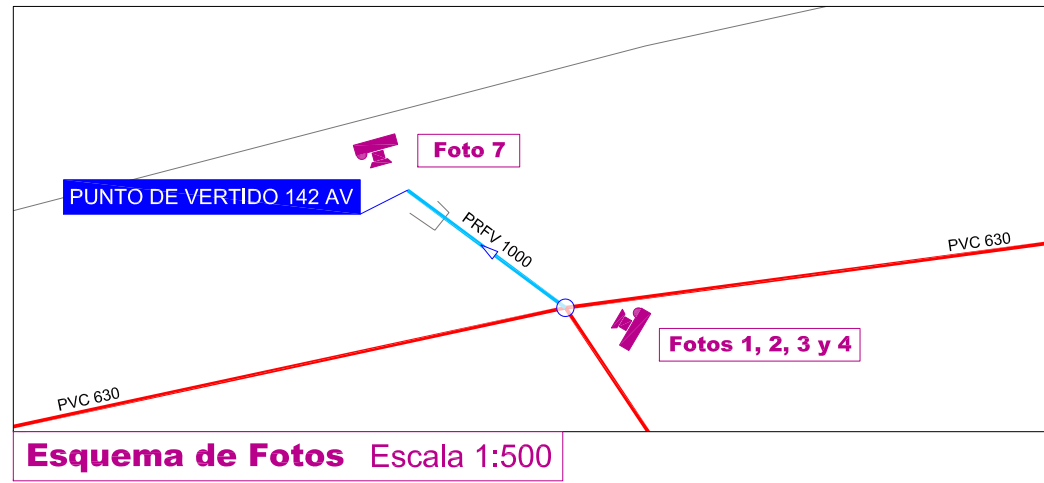 Foto 7
PUNTO DE VERTIDO 142 AV
PRFV 1000
PVC 630
Fotos 1, 2, 3 y 4
PVC 630
Esquema de Fotos Escala 1:500